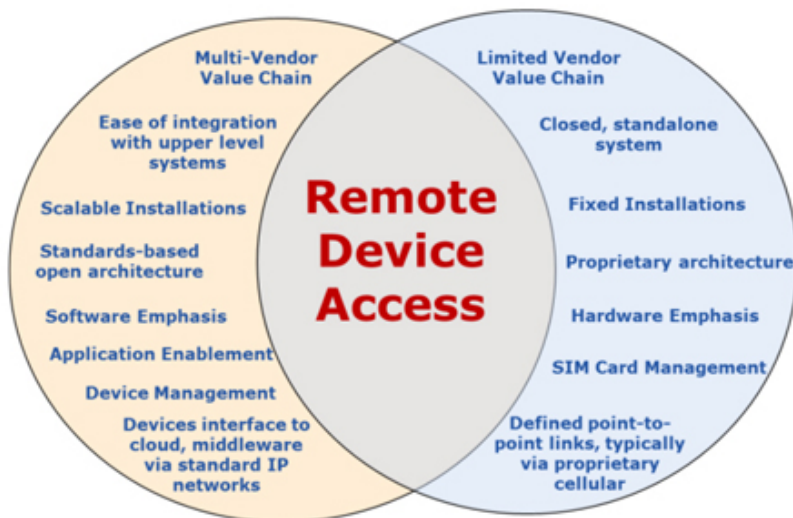 Multi-Vendor
Value Chain
Ease of integration
with upper level
systems
Scalable Installations
Standards-based
open architecture
Software Emphasis
Application Enablement
Device Management
Devices interface to
cloud, middleware
via standard IP
networks
Remote
Device
Access
Limited Vendor
Value Chain
Closed, standalone
system
Fixed Installations
Proprietary architecture
Hardware Emphasis
SIM Card Management
Defined point-to-
point links, typically
via proprietary
cellular